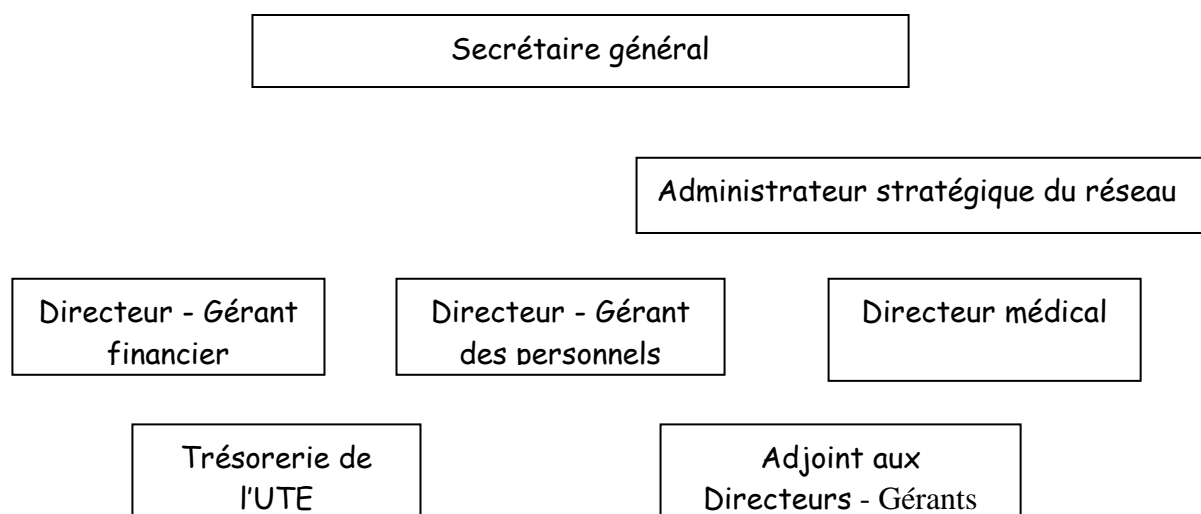 Secrétaire général
Administrateur stratégique du réseau
Directeur - Gérant
financier
Directeur - Gérant
des personnels
Directeur médical
Trésorerie de
l'UTE
Adjoint aux
Directeurs - Gérants